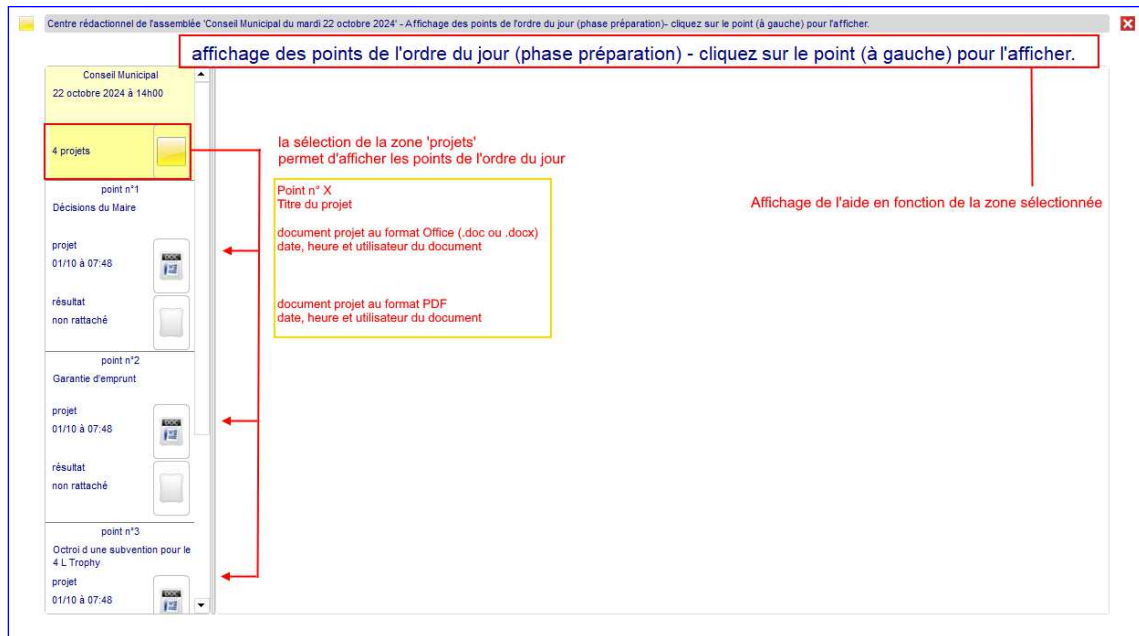 Centre rédactionnel de l'assemblée 'Conseil Municipal du mardi 22 octobre 2024' - Affichage des points de l'ordre du jour (phase préparation)- cliquez sur le point (à gauche) pour l'afficher.
affichage des points de l'ordre du jour (phase préparation) - cliquez sur le point (à gauche) pour l'afficher.
Conseil Municipal
22 octobre 2024 à 14h00
4 projets
la sélection de la zone 'projets'
permet d'afficher les points de l'ordre du jour
Point n° X
Titre du projet
document projet au format Office (.doc ou .docx)
date, heure et utilisateur du document
document projet au format PDF
date, heure et utilisateur du document
Affichage de l'aide en fonction de la zone sélectionnée
point n°1
Décisions du Maire
projet
01/10 à 07:48
DOC
résultat
non rattaché
point n°2
Garantie d'emprunt
projet
01/10 à 07:48
DOC
résultat
non rattaché
point n°3
Octroi d une subvention pour le
4 L Trophy
projet
01/10 à 07:48
DOC